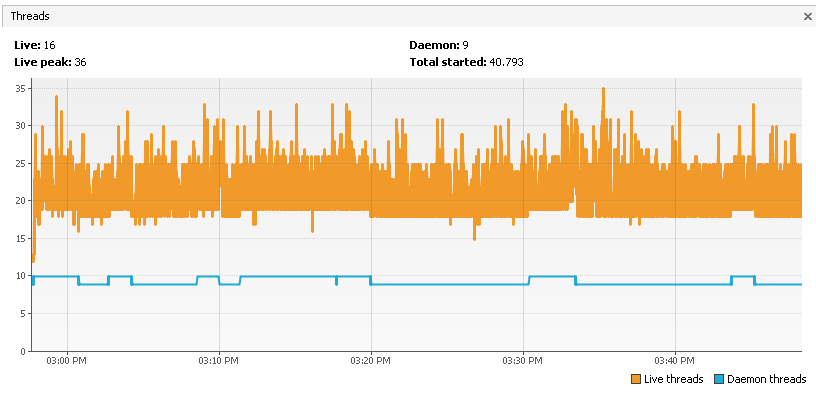 Threads
Live: 16
Daemon: 9
Live peak: 36
Total started: 40.793
35
30
25
20
15
10
5
0
03:00 PM 03:10 PM 03:20 PM 03:30 PM 03:40 PM
Live threads Daemon threads